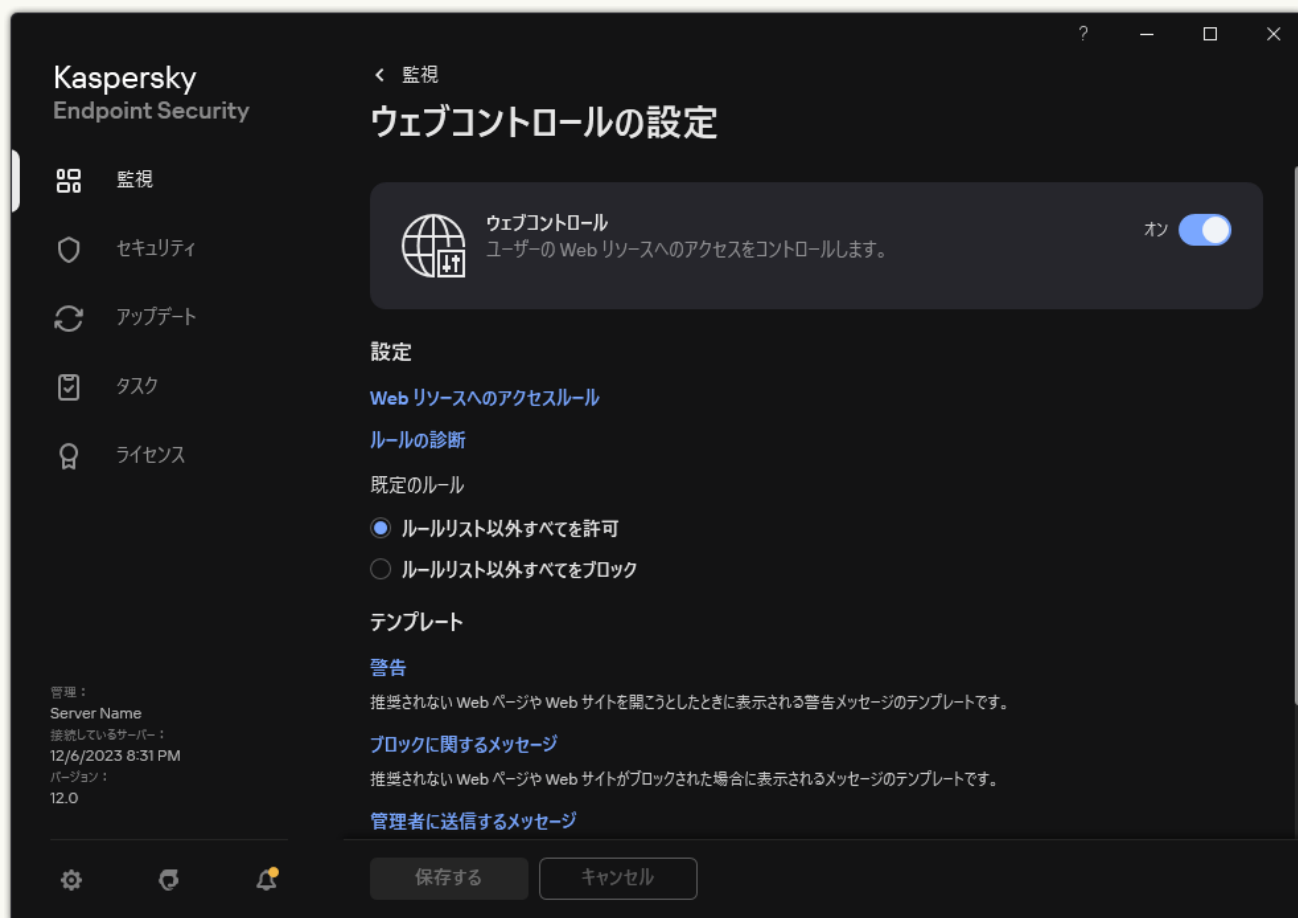 ?
Kaspersky
Endpoint Security
監視
セキュリティ
アップデート
タスク
ライセンス
管理：
Server Name
接続しているサーバー：
12/6/2023 8:31 PM
バージョン：
12.0
監視
ウェブコントロールの設定
ウェブコントロール
ユーザーの Web リソースへのアクセスをコントロールします。
オン
設定
Web リソースへのアクセスルール
ルールの診断
既定のルール
ルールリスト以外すべてを許可
ルールリスト以外すべてをブロック
テンプレート
警告
推奨されない Web ページや Web サイトを開こうとしたときに表示される警告メッセージのテンプレートです。
ブロックに関するメッセージ
推奨されない Web ページや Web サイトがブロックされた場合に表示されるメッセージのテンプレートです。
管理者に送信するメッセージ
保存する
キャンセル